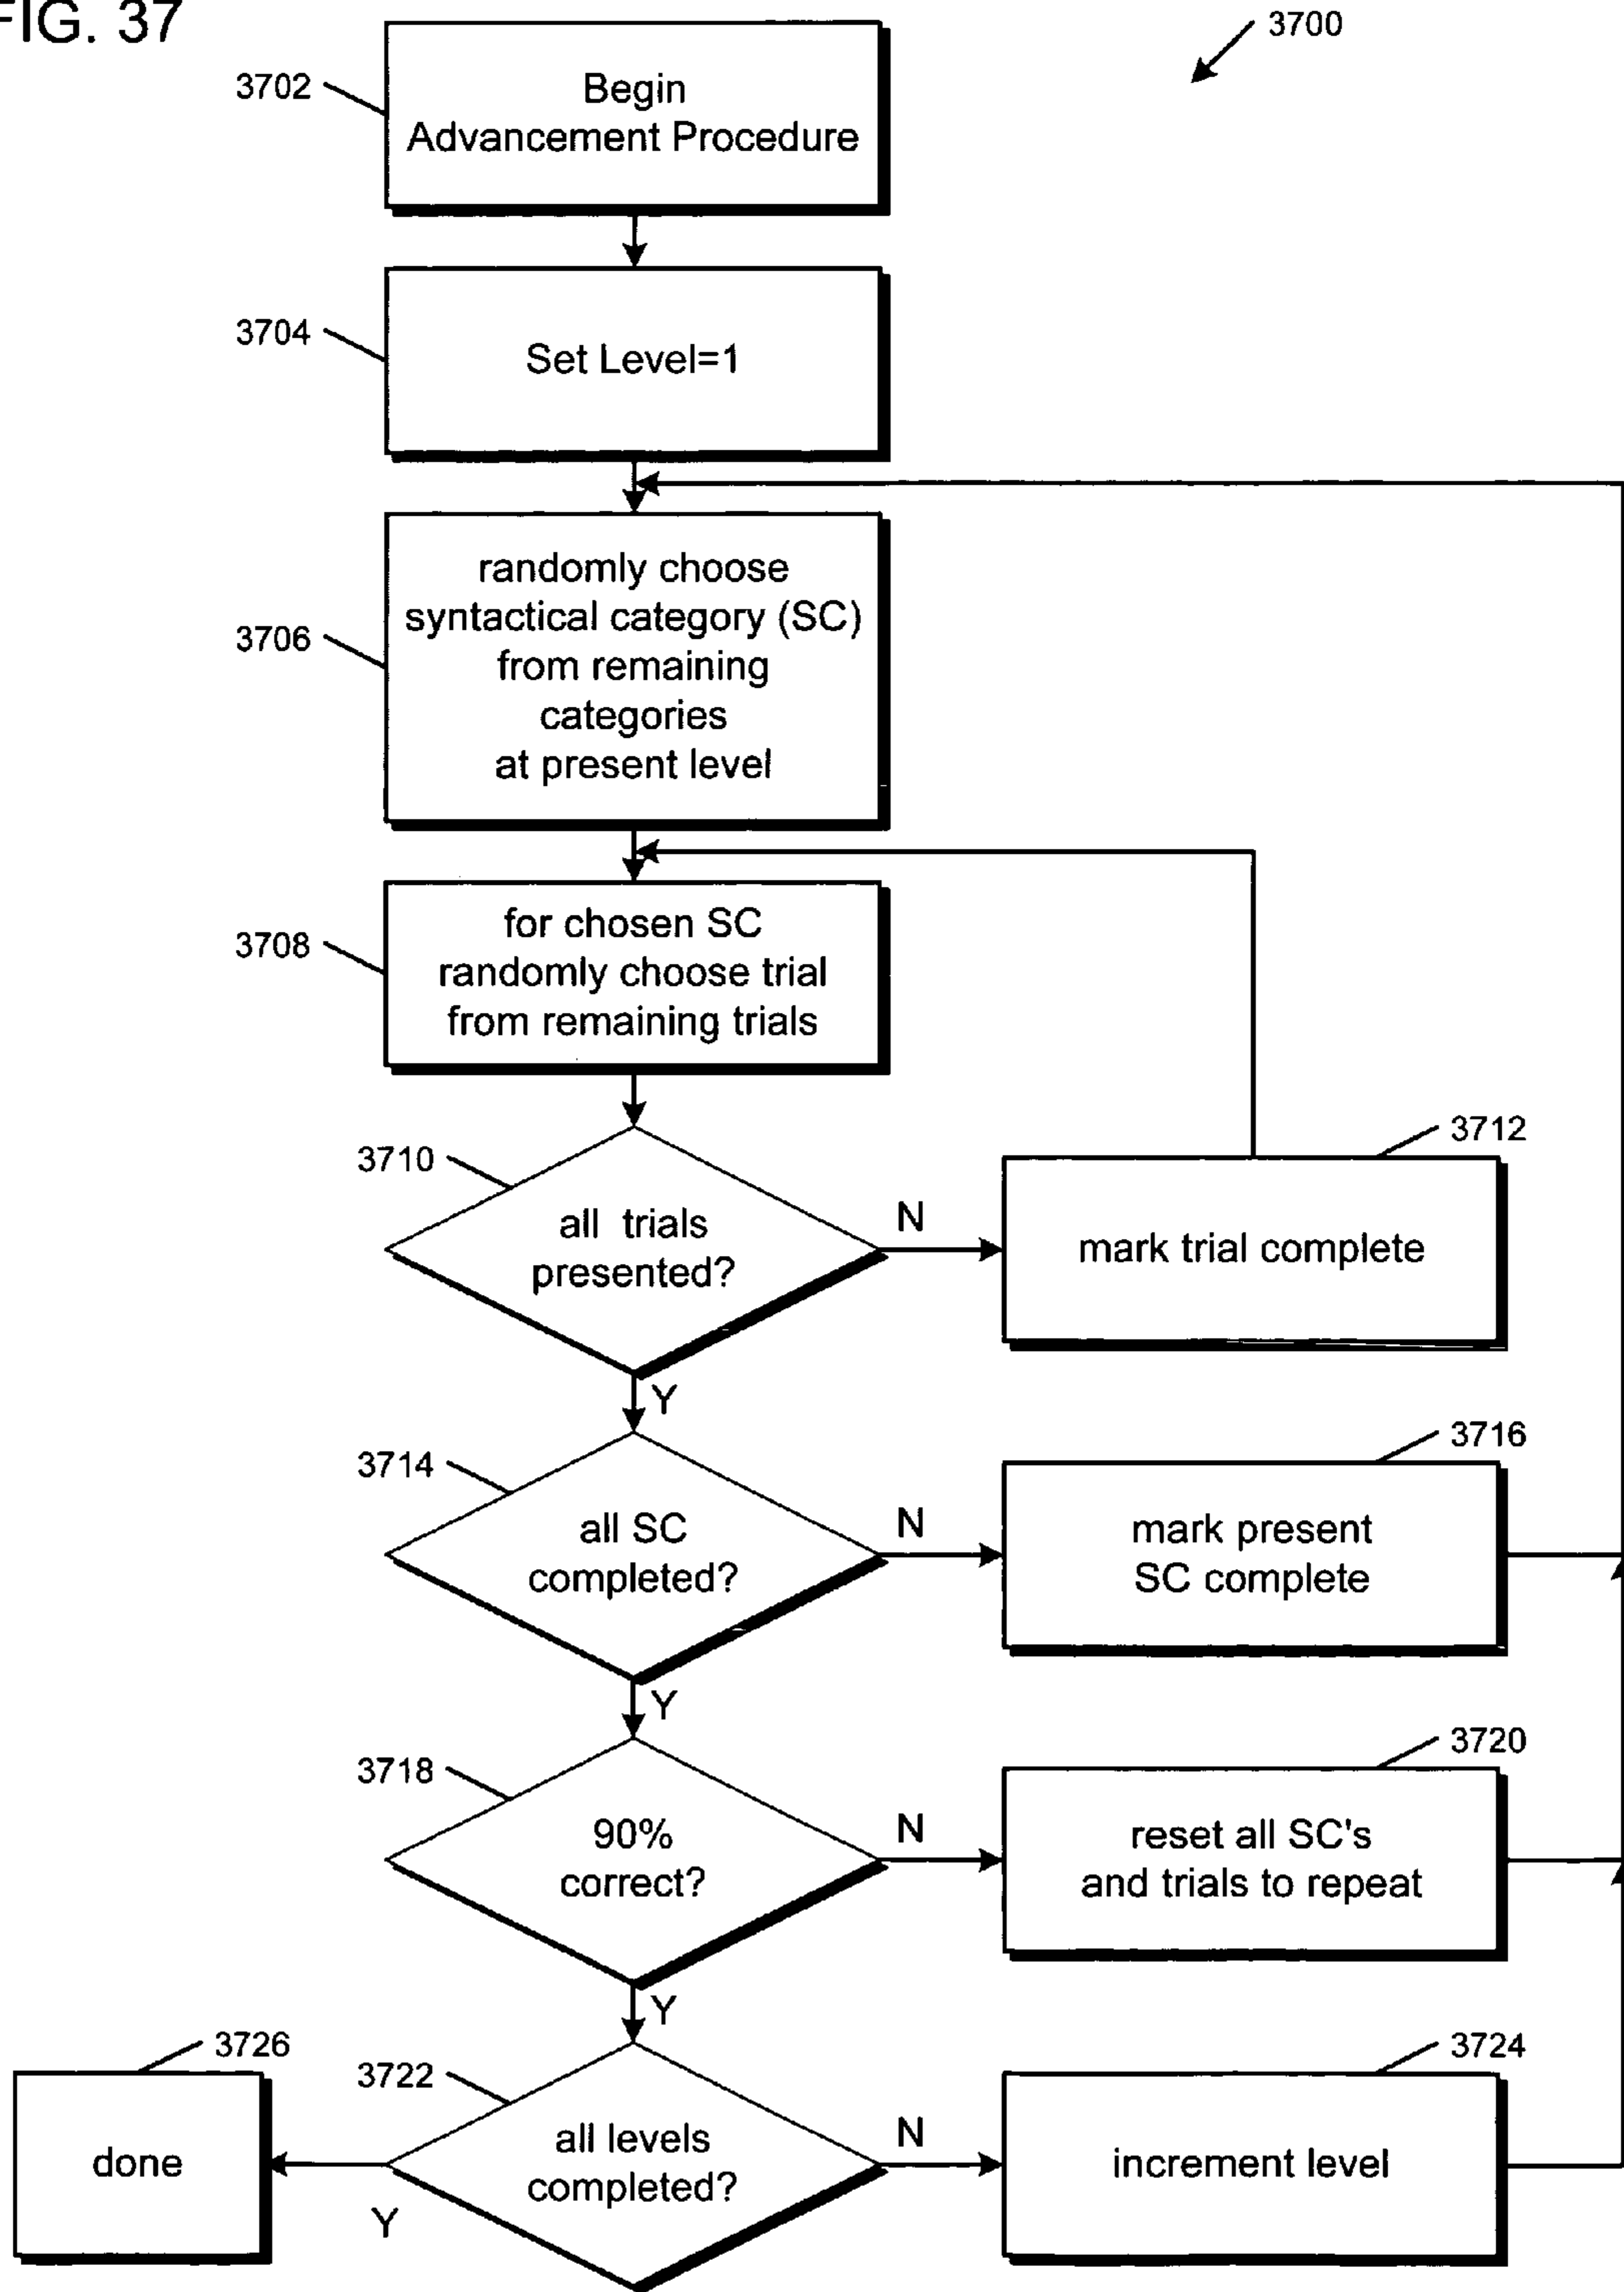 FIG. 37
3700
3702
Begin
Advancement Procedure
3704
Set Level=1
3706
randomly choose
syntactical category (SC)
from remaining
categories
at present level
3708
for chosen SC
randomly choose trial
from remaining trials
3710
all trials
presented?
N
3712
mark trial complete
Y
3714
all SC
completed?
N
3716
mark present
SC complete
Y
3718
90%
correct?
N
3720
reset all SC's
and trials to repeat
Y
3722
all levels
completed?
N
3724
increment level
Y
3726
done